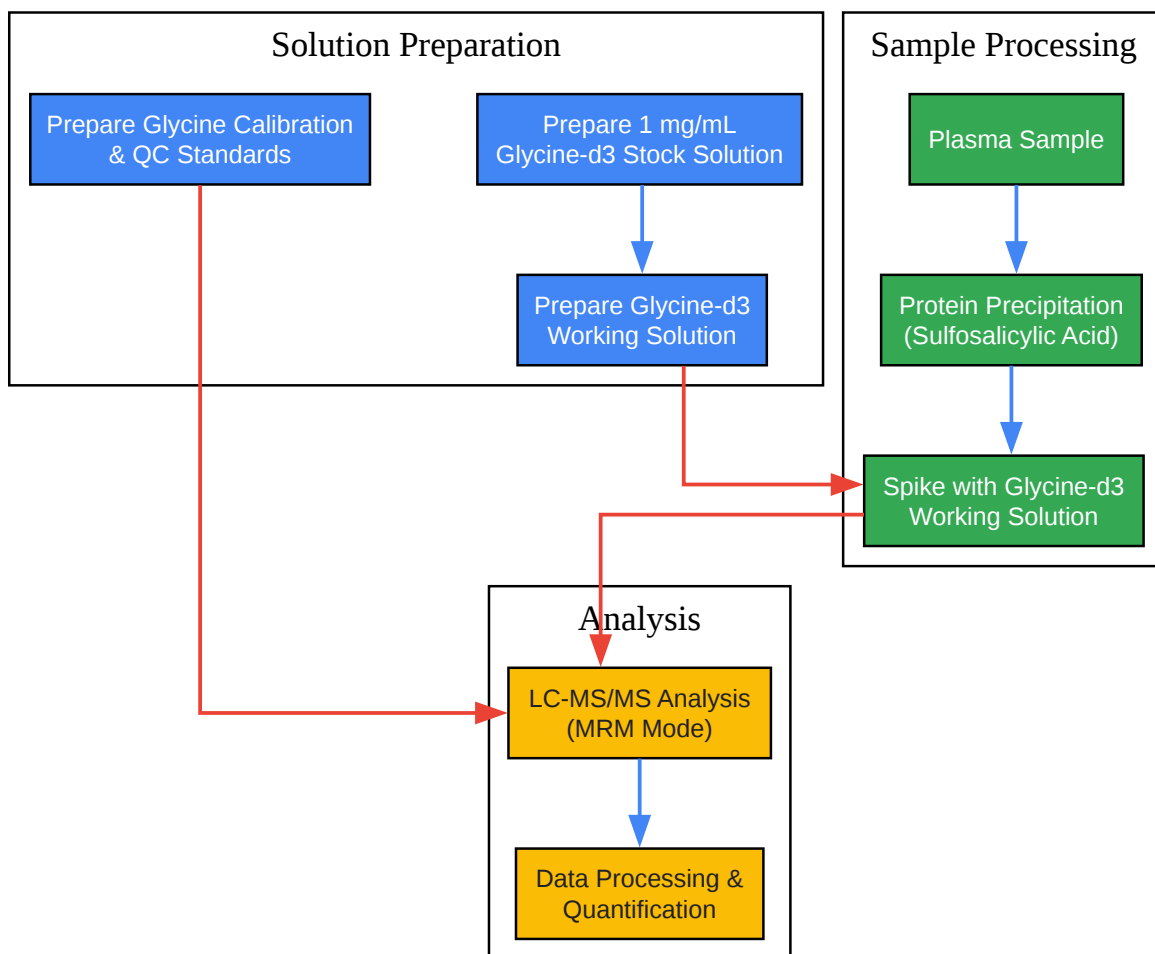 Solution Preparation
Prepare Glycine Calibration
& QC Standards
Prepare 1 mg/mL
Glycine-d3 Stock Solution
Prepare Glycine-d3
Working Solution
Sample Processing
Plasma Sample
Protein Precipitation
(Sulfosalicylic Acid)
Spike with Glycine-d3
Working Solution
Analysis
LC-MS/MS Analysis
(MRM Mode)
Data Processing &
Quantification